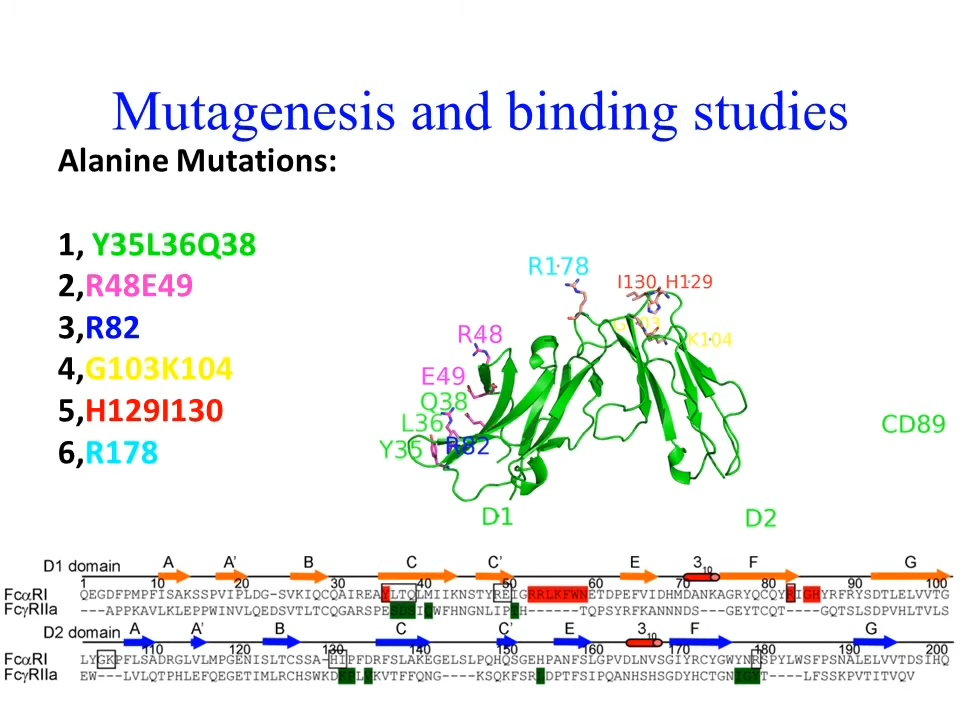 Mutagenesis and binding studies
Alanine Mutations:
1, Y35L36Q38
2,R48E49
3,R82
4,G103K104
5,H129I130
6,R178
R178
I130 H129
K104
R48
E49
Q38
L36
Y35
R82
CD89
D1
D2
D1 domain A A' B C C' E 3₁₀ F G
1 10 20 30 40 50 60 70 80 90 100
FcαRI QEGDFPMPFISAKSSPVIPLDG-SVKIQCQAIREAYLTQLMIIKNSTYREIGRRLKFWNETDPEFVIDHMDANKAGRYQCQYRIGHYRFRYSDTLELVVTG
FcγRIIa ---APPKAVLKLEPPWINVLQEDSVTLTCQGARSPESDSIQWFHNGNLIPTH------TQPSYRFKANNNDS---GEYTCQT----GQTSLSDPVHLTVLS
D2 domain A A' B C C' E 3₁₀ F G
110 120 130 140 150 160 170 180 190 200
FcαRI LYGKPFLSADRGLVLMPGENISLTCSSA-HIPFDRFSLAKEGELSLPQHQSGEHPANFSLGPVDLNVSGIYRCYGWYNRSPYLWSFPSNALELVVTDSIHQ
FcγRIIa EW---LVLQTPHLEFQEGETIMLRCHSWKDKPLVKVTFFQNG----KSQKFSRLDPTFSIPQANHSHSGDYHCTGNIGYT----LFSSKPVTITVQV